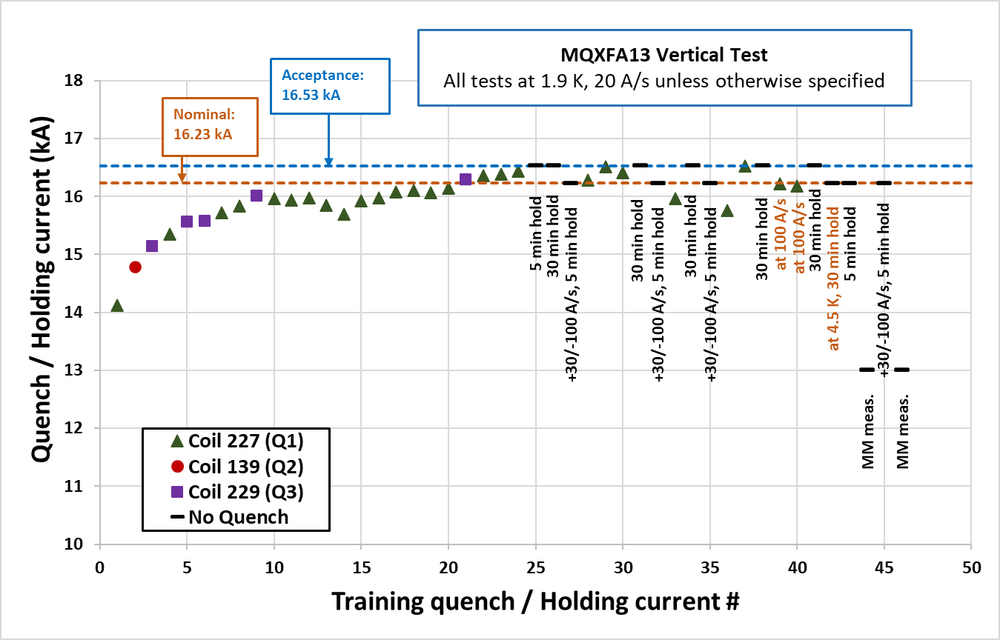 MQXFA13 Vertical Test
All tests at 1.9 K, 20 A/s unless otherwise specified
Acceptance:
16.53 kA
Nominal:
16.23 kA
Quench / Holding current (kA)
18
17
16
15
14
13
12
11
10
5 min hold
30 min hold
+30/-100 A/s, 5 min hold
30 min hold
+30/-100 A/s, 5 min hold
30 min hold
+30/-100 A/s, 5 min hold
30 min hold
at 100 A/s
at 100 A/s
30 min hold
at 4.5 K, 30 min hold
5 min hold
MM meas.
+30/-100 A/s, 5 min hold
MM meas.
Coil 227 (Q1)
Coil 139 (Q2)
Coil 229 (Q3)
No Quench
0 5 10 15 20 25 30 35 40 45 50
Training quench / Holding current #